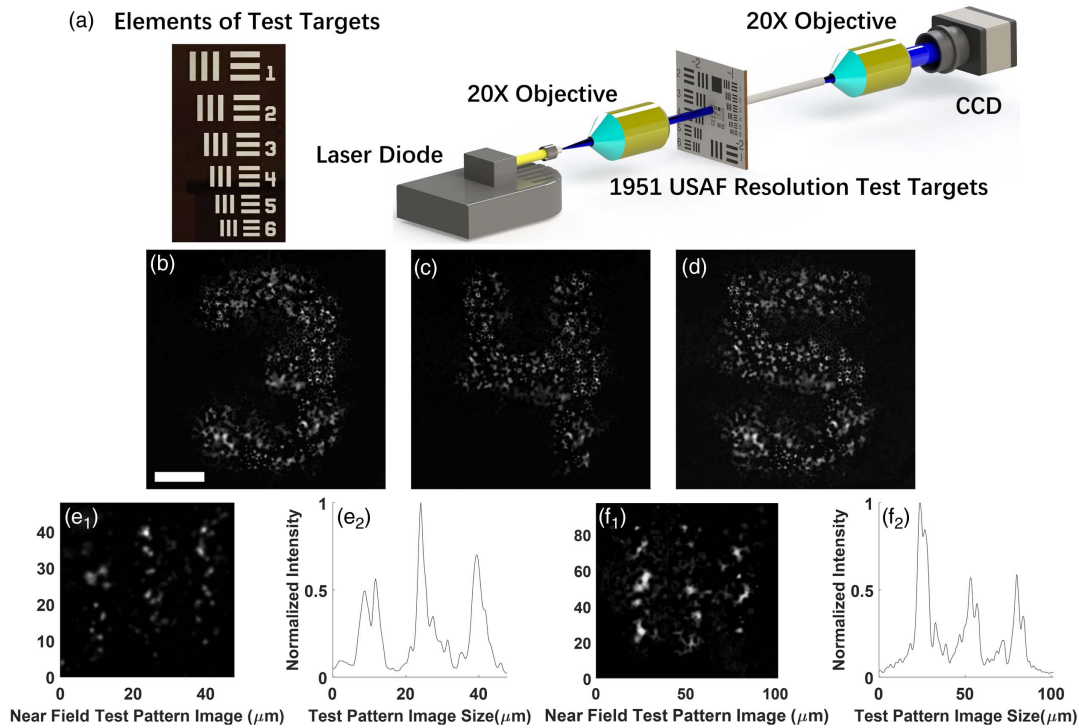 (a) Elements of Test Targets
1
2
3
4
5
6
20X Objective
20X Objective
CCD
Laser Diode
1951 USAF Resolution Test Targets
(b)
3
(c)
4
(d)
5
(e1)
40
30
20
10
0
0 20 40
Near Field Test Pattern Image (μm)
(e2)
Normalized Intensity
1
0.5
0
0 20 40
Test Pattern Image Size(μm)
(f1)
80
60
40
20
0
0 50 100
Near Field Test Pattern Image (μm)
(f2)
Normalized Intensity
1
0.5
0
0 50 100
Test Pattern Image Size(μm)